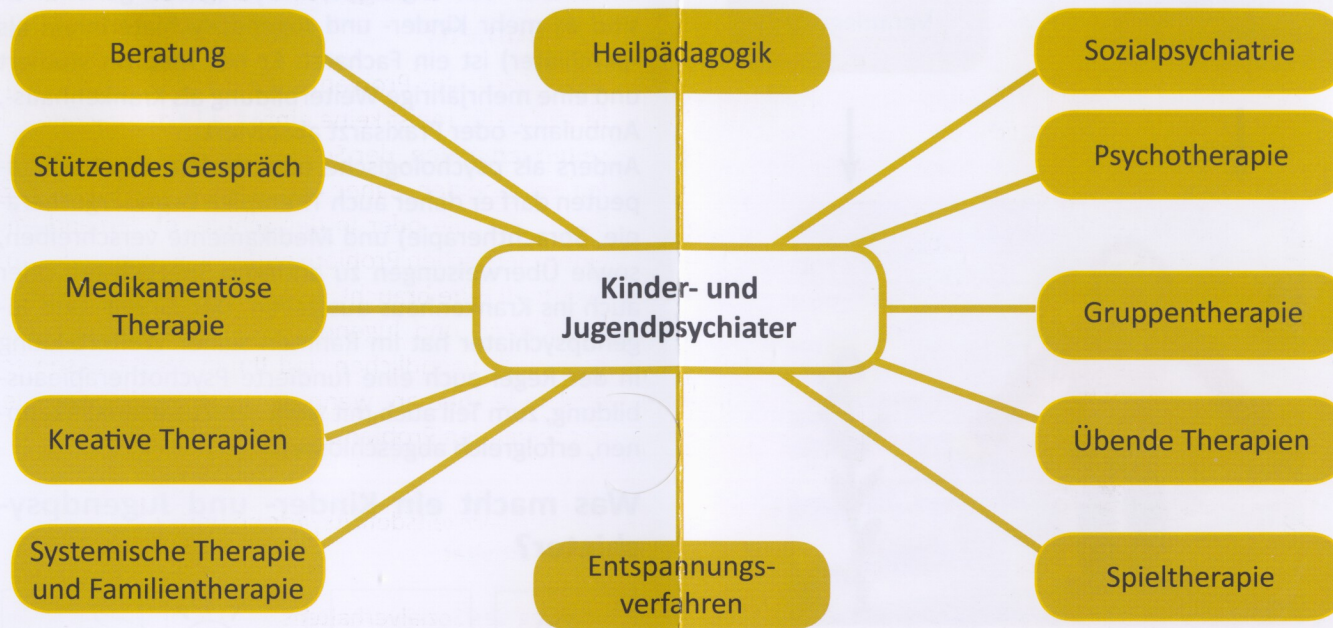 Beratung
Heilpädagogik
Sozialpsychiatrie
Stützendes Gespräch
Psychotherapie
Medikamentöse
Therapie
Kinder- und
Jugendpsychiater
Gruppentherapie
Kreative Therapien
Übende Therapien
Systemische Therapie
und Familientherapie
Entspannungs-
verfahren
Spieltherapie